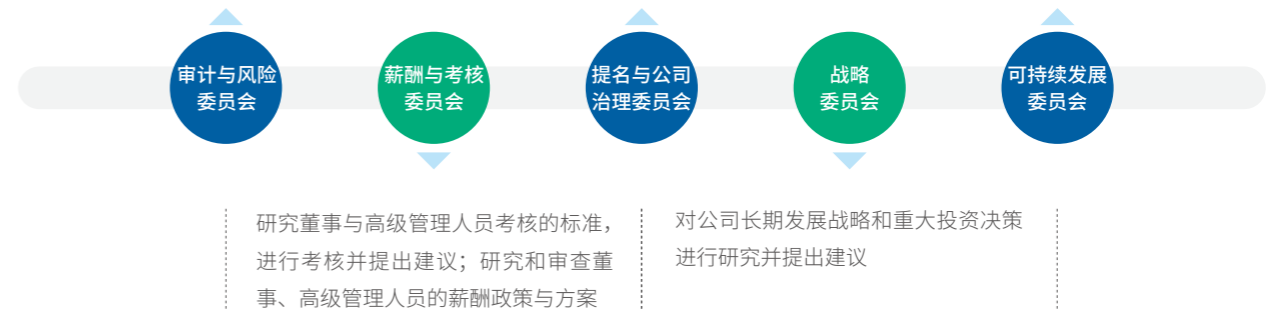 审计与风险
委员会
薪酬与考核
委员会
提名与公司
治理委员会
战略
委员会
可持续发展
委员会
研究董事与高级管理人员考核的标准，
进行考核并提出建议；研究和审查董
事、高级管理人员的薪酬政策与方案
对公司长期发展战略和重大投资决策
进行研究并提出建议